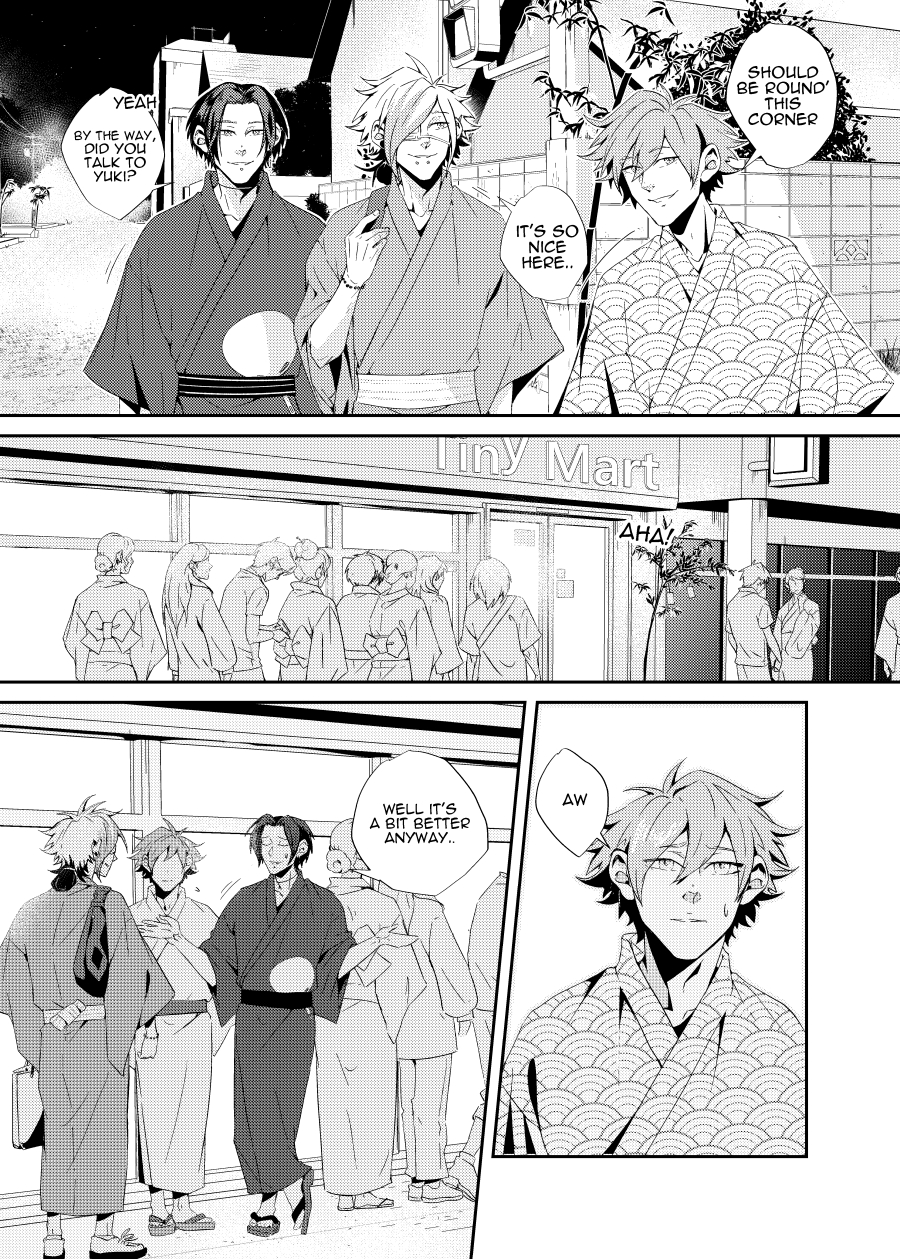 YEAH
BY THE WAY,
DID YOU
TALK TO
YUKI?
IT'S SO
NICE
HERE..
SHOULD
BE ROUND'
THIS
CORNER
Tiny Mart
AHA!
WELL IT'S
A BIT BETTER
ANYWAY..
AW